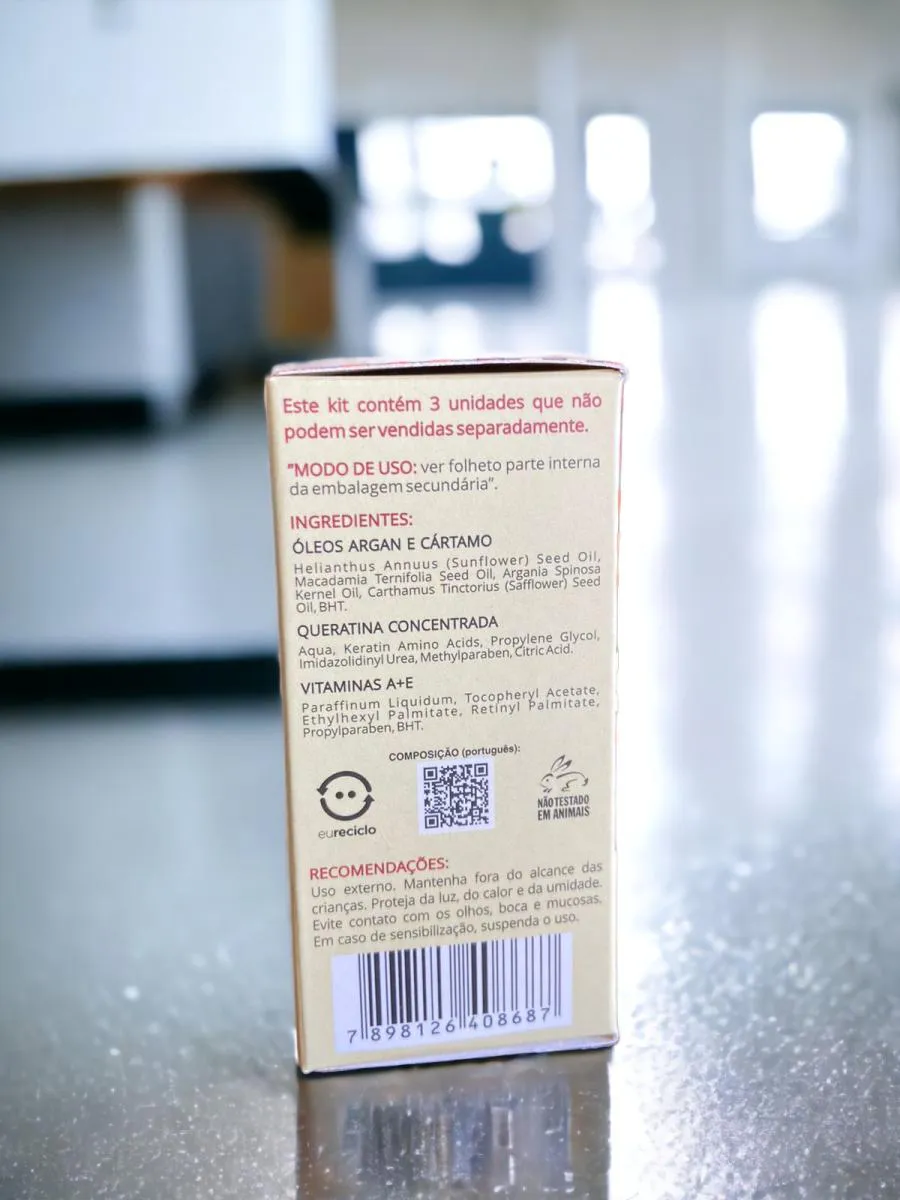 Este kit contém 3 unidades que não
podem ser vendidas separadamente.
"MODO DE USO: ver folheto parte interna
da embalagem secundária".
INGREDIENTES:
ÓLEOS ARGAN E CÁRTAMO
Helianthus Annuus (Sunflower) Seed Oil,
Macadamia Ternifolia Seed Oil, Argania Spinosa
Kernel Oil, Carthamus Tinctorius (Safflower) Seed
Oil, BHT.
QUERATINA CONCENTRADA
Aqua, Keratin Amino Acids, Propylene Glycol,
Imidazolidinyl Urea, Methylparaben, Citric Acid.
VITAMINAS A+E
Paraffinum Liquidum, Tocopheryl Acetate,
Ethylhexyl Palmitate, Retinyl Palmitate,
Propylparaben, BHT.
COMPOSIÇÃO (português):
eureciclo
NÃO TESTADO
EM ANIMAIS
RECOMENDAÇÕES:
Uso externo. Mantenha fora do alcance das
crianças. Proteja da luz, do calor e da umidade.
Evite contato com os olhos, boca e mucosas.
Em caso de sensibilização, suspenda o uso.
7 898126 408687